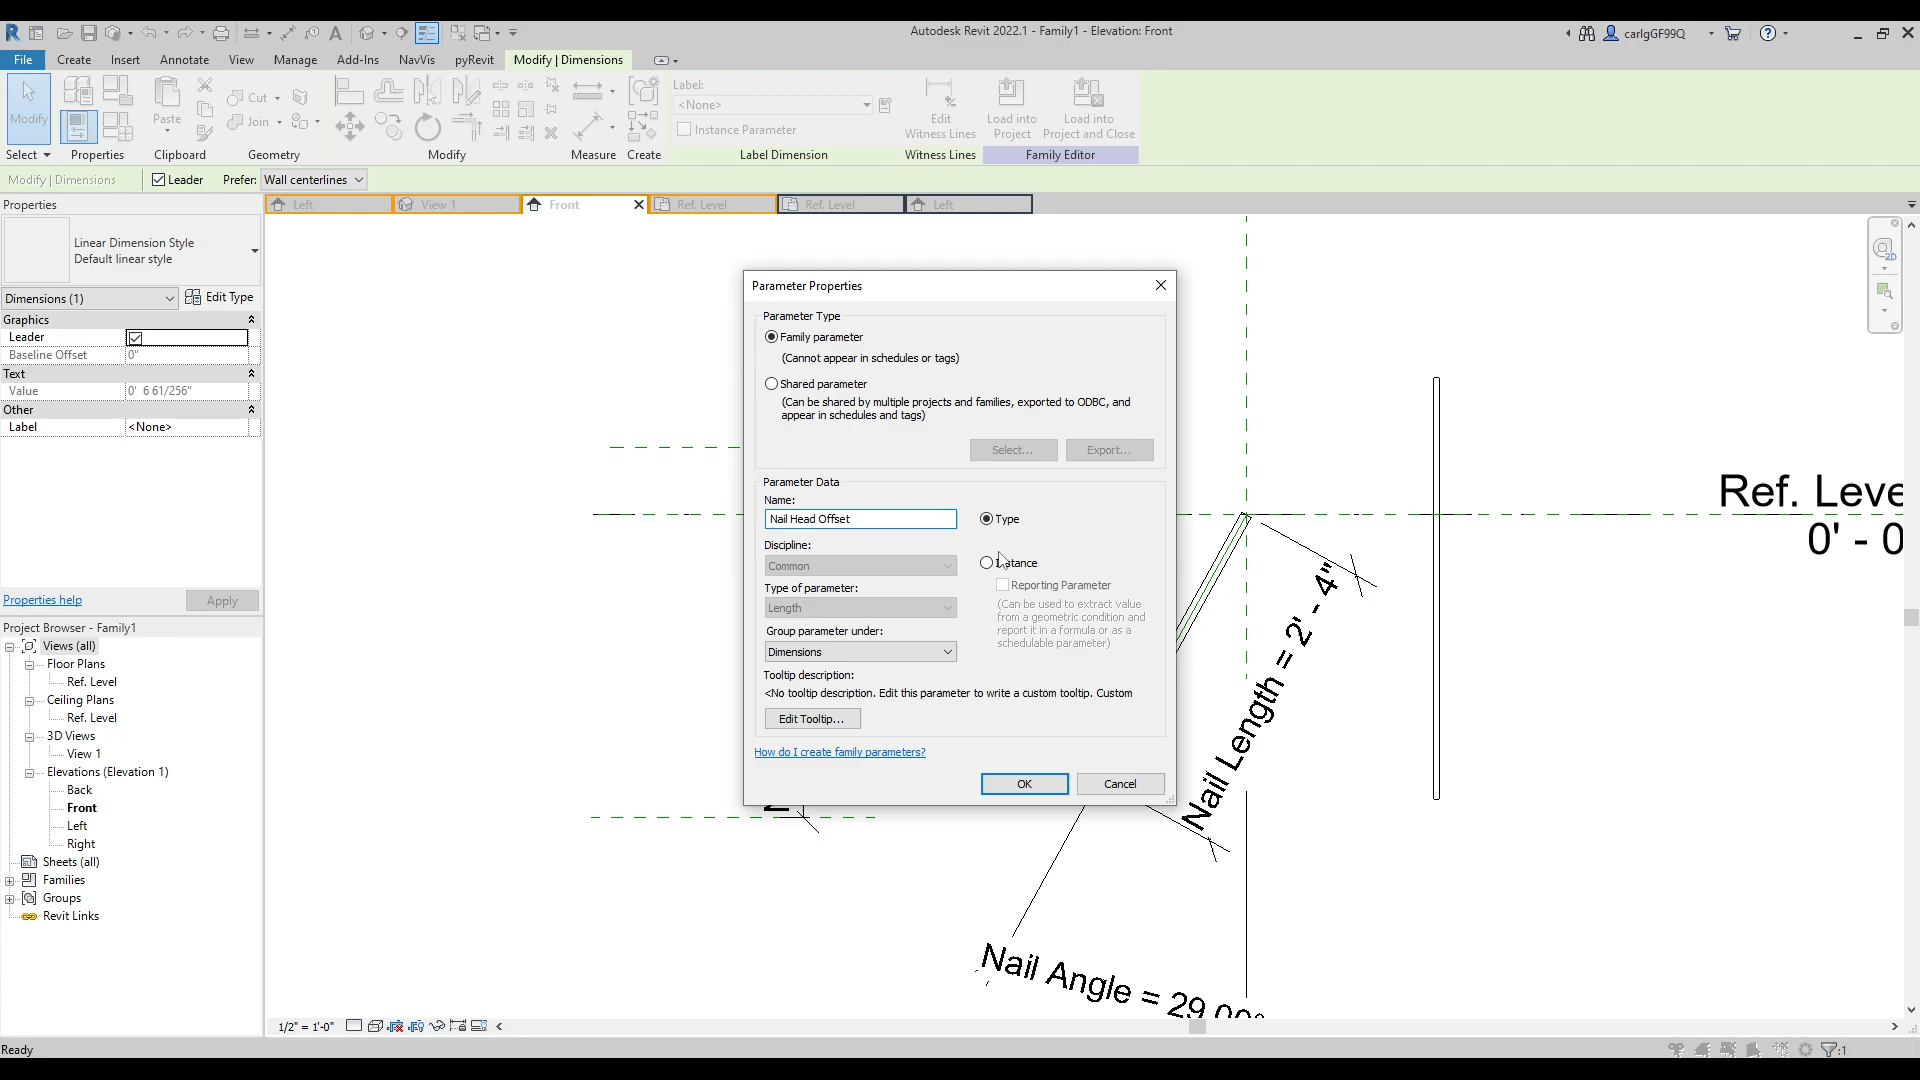 Autodesk Revit 2022.1 - Family1 - Elevation: Front
carlgGF99Q
File Create Insert Annotate View Manage Add-Ins NavVis pyRevit Modify | Dimensions
Modify
Select
Properties
Paste
Clipboard
Cut
Join
Geometry
Modify
Measure
Create
Label:
<None>
Instance Parameter
Label Dimension
Edit
Witness Lines
Witness Lines
Load into
Project
Load into
Project and Close
Family Editor
Modify | Dimensions
Leader
Prefer: Wall centerlines
Properties
Left
View 1
Front
Ref. Level
Ref. Level
Left
Linear Dimension Style
Default linear style
Dimensions (1)
Edit Type
Graphics
Leader
Baseline Offset 0"
Text
Value 0' 6 61/256"
Other
Label <None>
Properties help
Apply
Project Browser - Family1
Views (all)
Floor Plans
Ref. Level
Ceiling Plans
Ref. Level
3D Views
View 1
Elevations (Elevation 1)
Back
Front
Left
Right
Sheets (all)
Families
Groups
Revit Links
Parameter Properties
Parameter Type
Family parameter
(Cannot appear in schedules or tags)
Shared parameter
(Can be shared by multiple projects and families, exported to ODBC, and
appear in schedules and tags)
Select...
Export...
Parameter Data
Name:
Nail Head Offset
Type
Discipline:
Common
Type of parameter:
Length
Reporting Parameter
(Can be used to extract value
from a geometric condition and
report it in a formula or as a
schedulable parameter)
Group parameter under:
Dimensions
Tooltip description:
<No tooltip description. Edit this parameter to write a custom tooltip. Custom
Edit Tooltip...
How do I create family parameters?
OK
Cancel
Ref. Leve
0' - 0
Nail Length = 2' - 4"
Nail Angle = 29.00°
1/2" = 1'-0"
Ready
:1